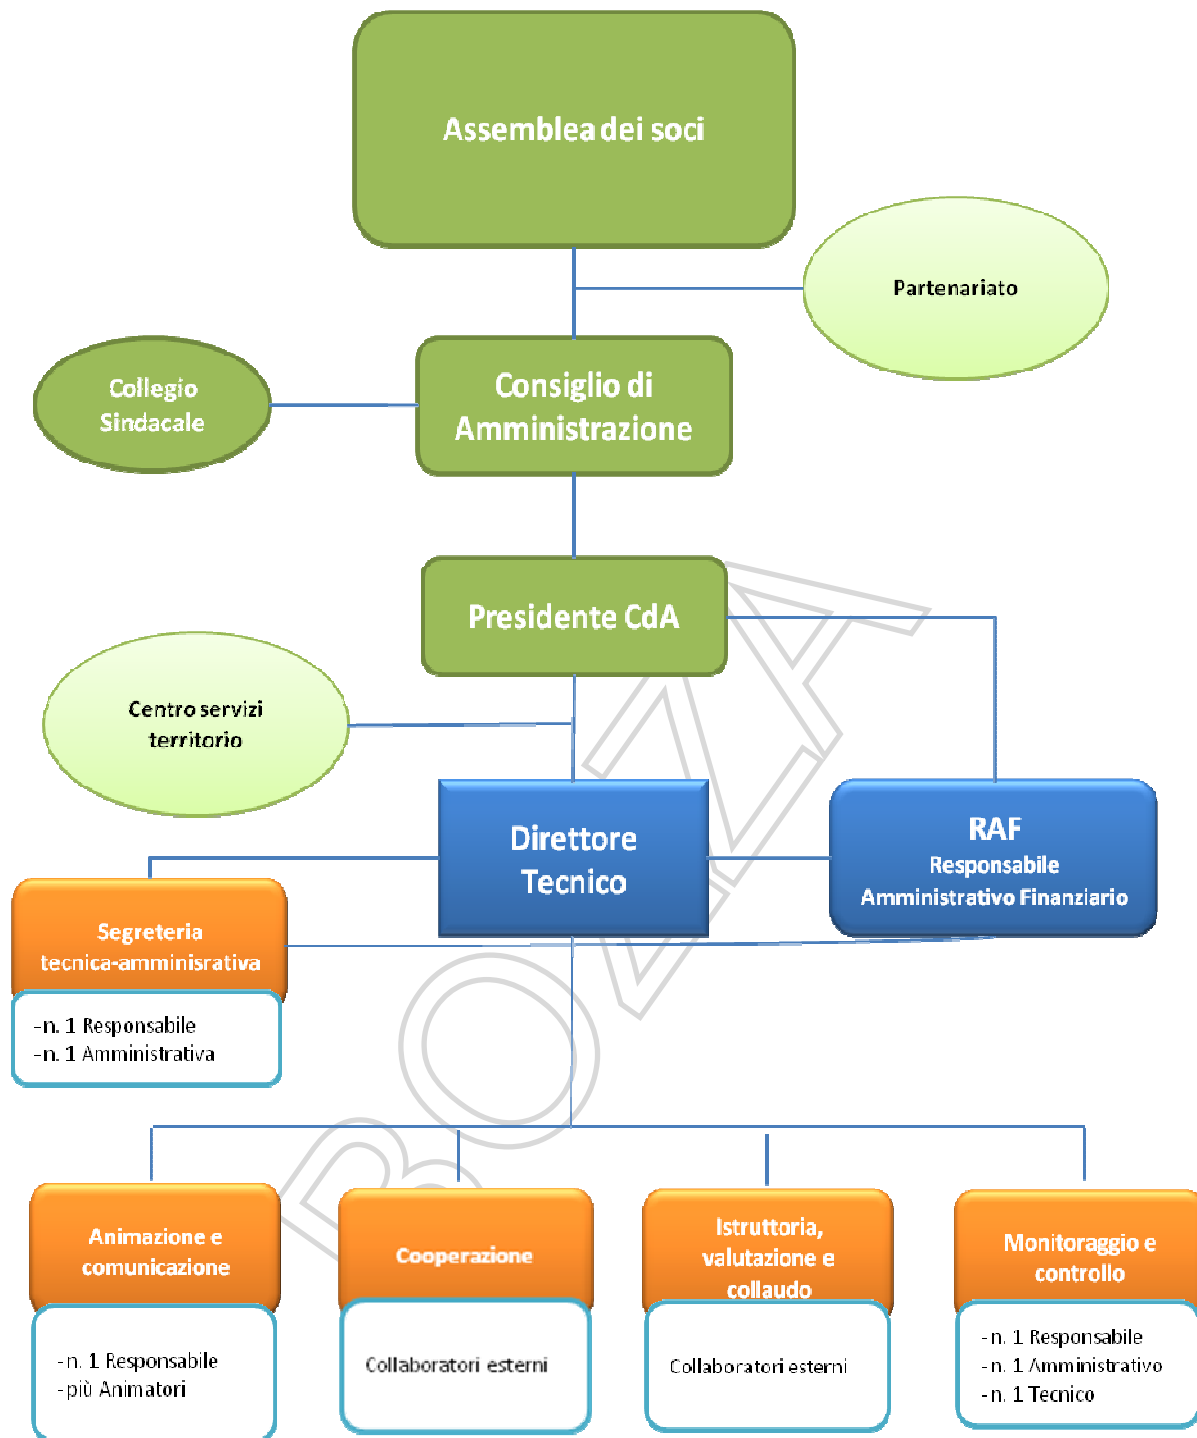 Assemblea dei soci
Partenariato
Collegio
Sindacale
Consiglio di
Amministrazione
Presidente CdA
Centro servizi
territorio
Direttore
Tecnico
RAF
Responsabile
Amministrativo Finanziario
Segreteria
tecnica-amminisrativa
-n. 1 Responsabile
-n. 1 Amministrativa
BOZZA
Animazione e
comunicazione
-n. 1 Responsabile
-più Animatori
Cooperazione
Collaboratori esterni
Istruttoria,
valutazione e
collaudo
Collaboratori esterni
Monitoraggio e
controllo
-n. 1 Responsabile
-n. 1 Amministrativo
-n. 1 Tecnico